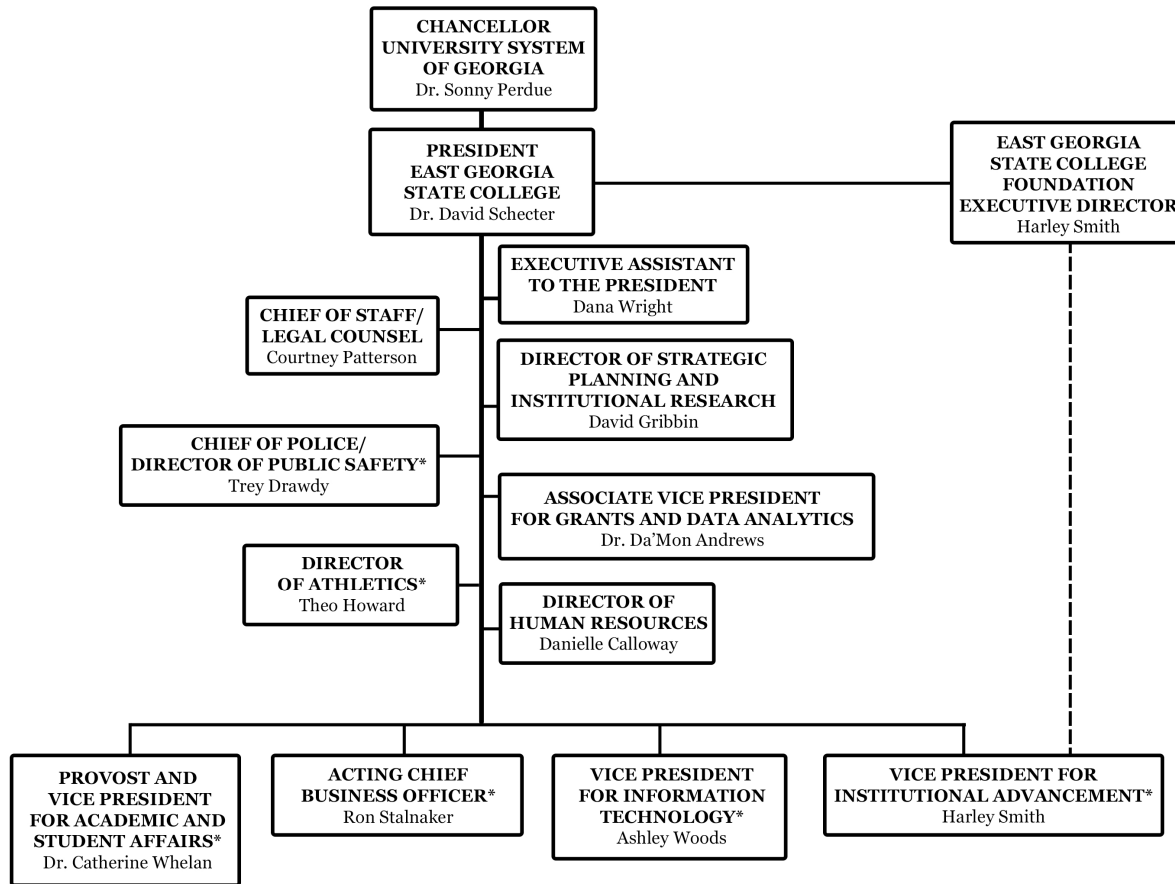 CHANCELLOR
UNIVERSITY SYSTEM
OF GEORGIA
Dr. Sonny Perdue
PRESIDENT
EAST GEORGIA
STATE COLLEGE
Dr. David Schecter
EAST GEORGIA
STATE COLLEGE
FOUNDATION
EXECUTIVE DIRECTOR
Harley Smith
EXECUTIVE ASSISTANT
TO THE PRESIDENT
Dana Wright
CHIEF OF STAFF/
LEGAL COUNSEL
Courtney Patterson
DIRECTOR OF STRATEGIC
PLANNING AND
INSTITUTIONAL RESEARCH
David Gribbin
CHIEF OF POLICE/
DIRECTOR OF PUBLIC SAFETY*
Trey Drawdy
ASSOCIATE VICE PRESIDENT
FOR GRANTS AND DATA ANALYTICS
Dr. Da’Mon Andrews
DIRECTOR
OF ATHLETICS*
Theo Howard
DIRECTOR OF
HUMAN RESOURCES
Danielle Calloway
PROVOST AND
VICE PRESIDENT
FOR ACADEMIC AND
STUDENT AFFAIRS*
Dr. Catherine Whelan
ACTING CHIEF
BUSINESS OFFICER*
Ron Stalnaker
VICE PRESIDENT
FOR INFORMATION
TECHNOLOGY*
Ashley Woods
VICE PRESIDENT FOR
INSTITUTIONAL ADVANCEMENT*
Harley Smith